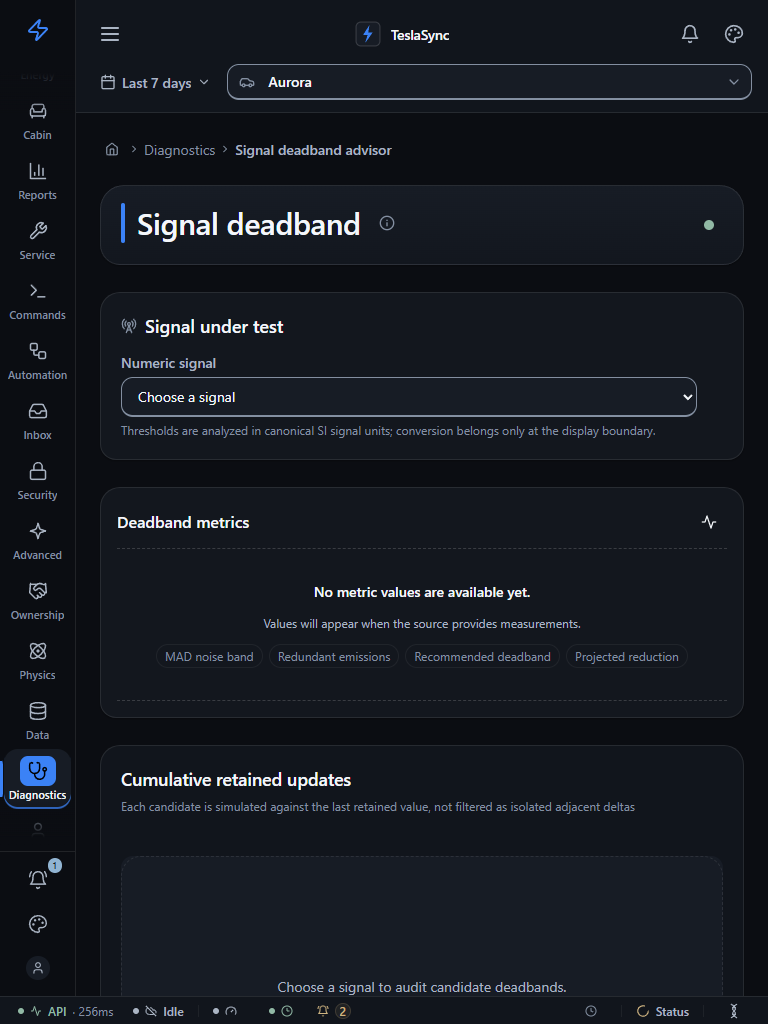 TeslaSync
Last 7 days
Aurora
Energy
Cabin
Reports
Service
Commands
Automation
Inbox
Security
Advanced
Ownership
Physics
Data
Diagnostics
1
Diagnostics
Signal deadband advisor
Signal deadband
Signal under test
Numeric signal
Choose a signal
Thresholds are analyzed in canonical SI signal units; conversion belongs only at the display boundary.
Deadband metrics
No metric values are available yet.
Values will appear when the source provides measurements.
MAD noise band
Redundant emissions
Recommended deadband
Projected reduction
Cumulative retained updates
Each candidate is simulated against the last retained value, not filtered as isolated adjacent deltas
Choose a signal to audit candidate deadbands.
API · 256ms
Idle
2
Status